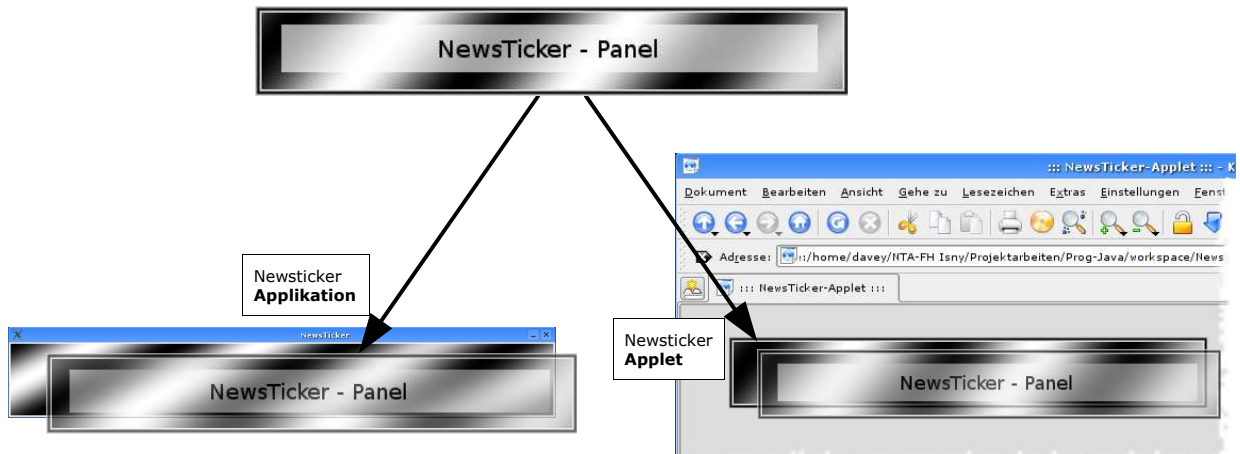 NewsTicker - Panel
::: NewsTicker-Applet ::: - K
Dokument Bearbeiten Ansicht Gehe zu Lesezeichen Extras Einstellungen Fenst
Adresse: ::/home/davey/NTA-FH Isny/Projektarbeiten/Prog-Java/workspace/News
::: NewsTicker-Applet :::
Newsticker
Applikation
NewsTicker
NewsTicker - Panel
Newsticker
Applet
NewsTicker - Panel